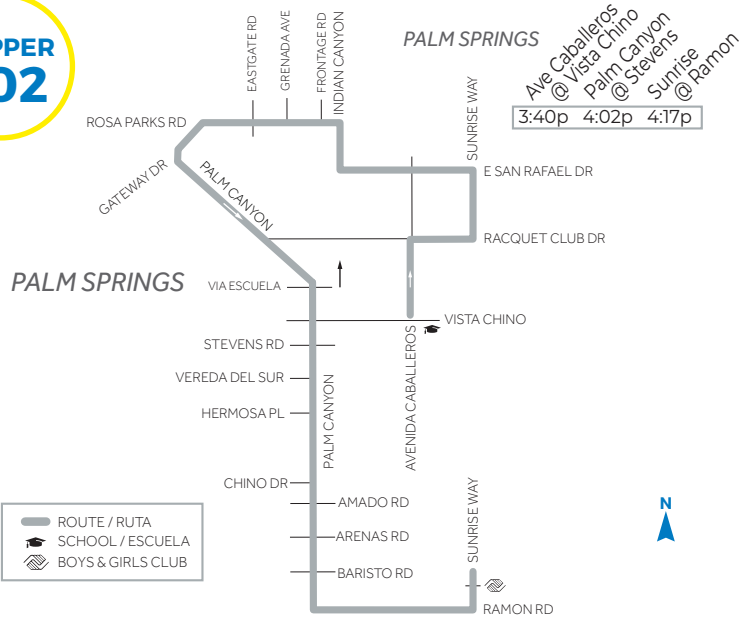 02
PALM SPRINGS
Ave Caballeros
@ Vista Chino
Palm Canyon
@ Stevens
Sunrise
@ Ramon
3:40p 4:02p 4:17p
EASTGATE RD
GRENADA AVE
FRONTAGE RD
INDIAN CANYON
SUNRISE WAY
ROSA PARKS RD
GATEWAY DR
PALM CANYON
E SAN RAFAEL DR
RACQUET CLUB DR
PALM SPRINGS
VIA ESCUELA
VISTA CHINO
STEVENS RD
VEREDA DEL SUR
HERMOSA PL
PALM CANYON
AVENIDA CABALLEROS
CHINO DR
AMADO RD
ARENAS RD
BARISTO RD
SUNRISE WAY
RAMON RD
ROUTE / RUTA
SCHOOL / ESCUELA
BOYS & GIRLS CLUB
N